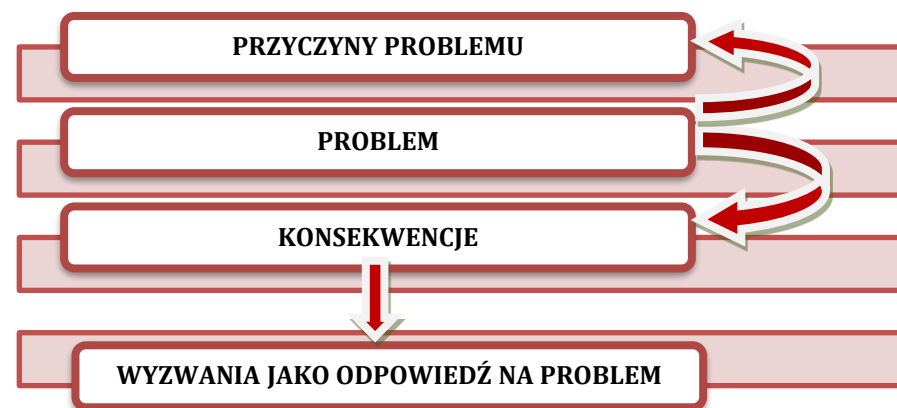 PRZYCZYNY PROBLEMU
PROBLEM
KONSEKWENCJE
WYZWANIA JAKO ODPOWIEDŹ NA PROBLEM